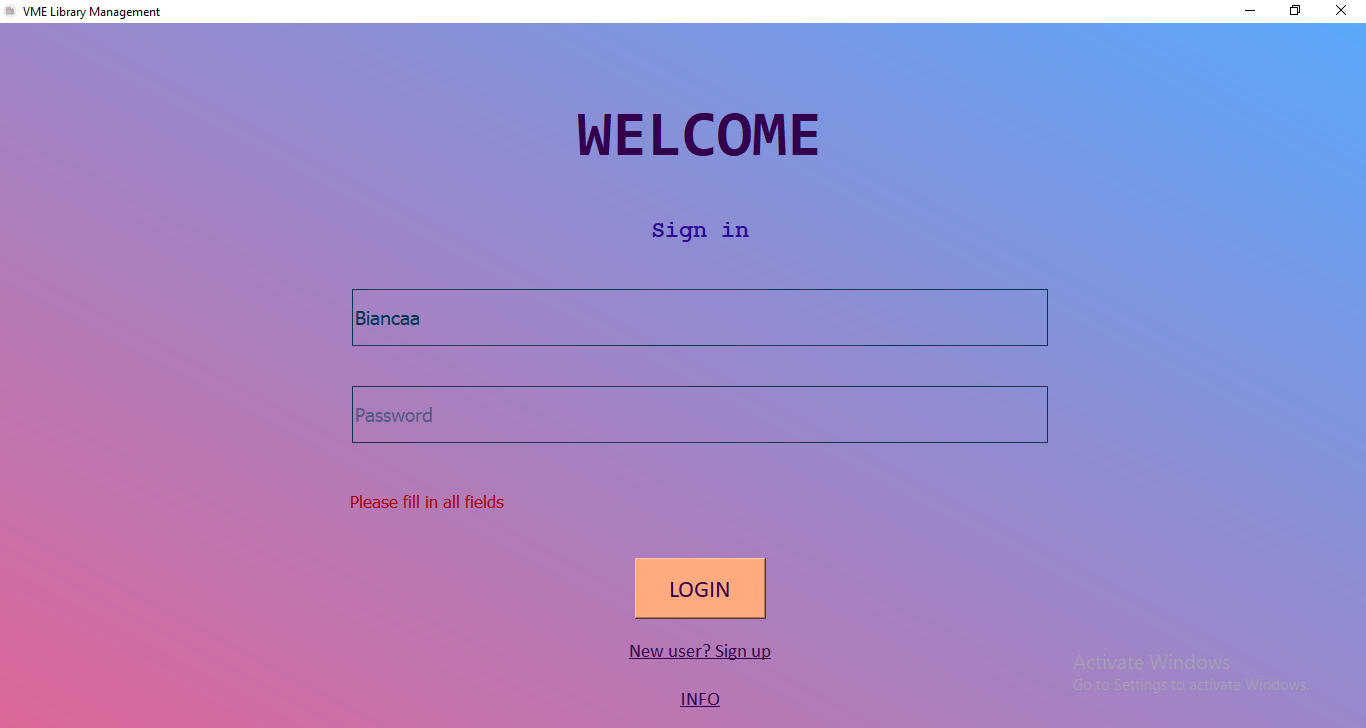 VME Library Management
WELCOME
Sign in
Biancaa
Password
Please fill in all fields
LOGIN
New user? Sign up
INFO
Activate Windows
Go to Settings to activate Windows.